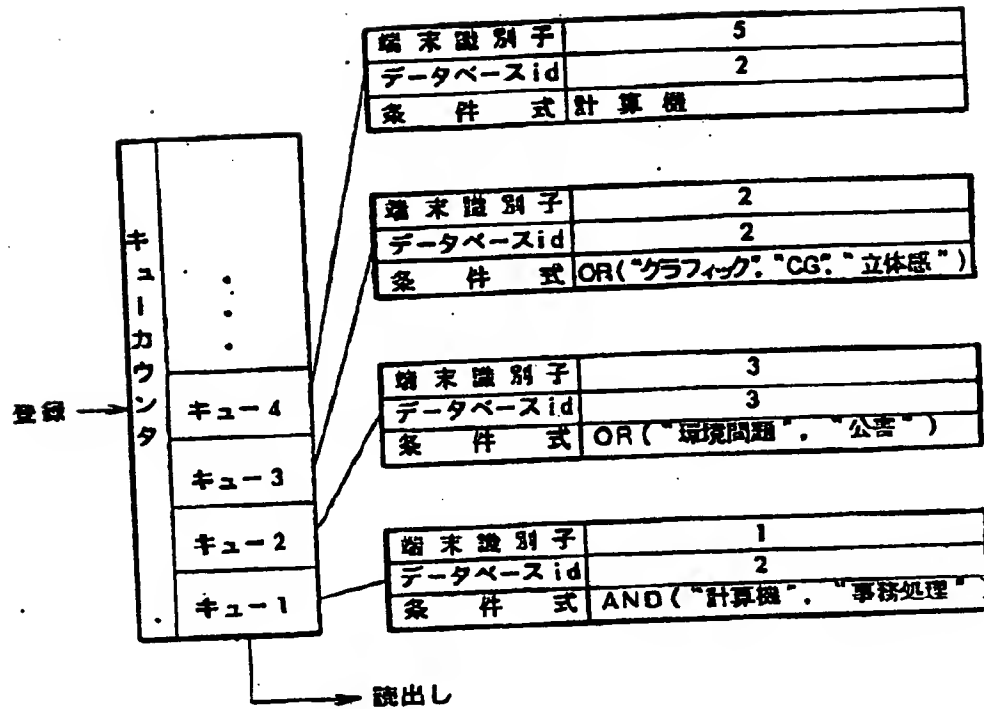 端末識別子 5
データベースid 2
条件式 計算機
端末識別子 2
データベースid 2
条件式 OR("グラフィック", "CG", "立体感")
端末識別子 3
データベースid 3
条件式 OR("環境問題", "公害")
端末識別子 1
データベースid 2
条件式 AND("計算機", "事務処理")
キューカウンタ
登録
キュー4
キュー3
キュー2
キュー1
読出し